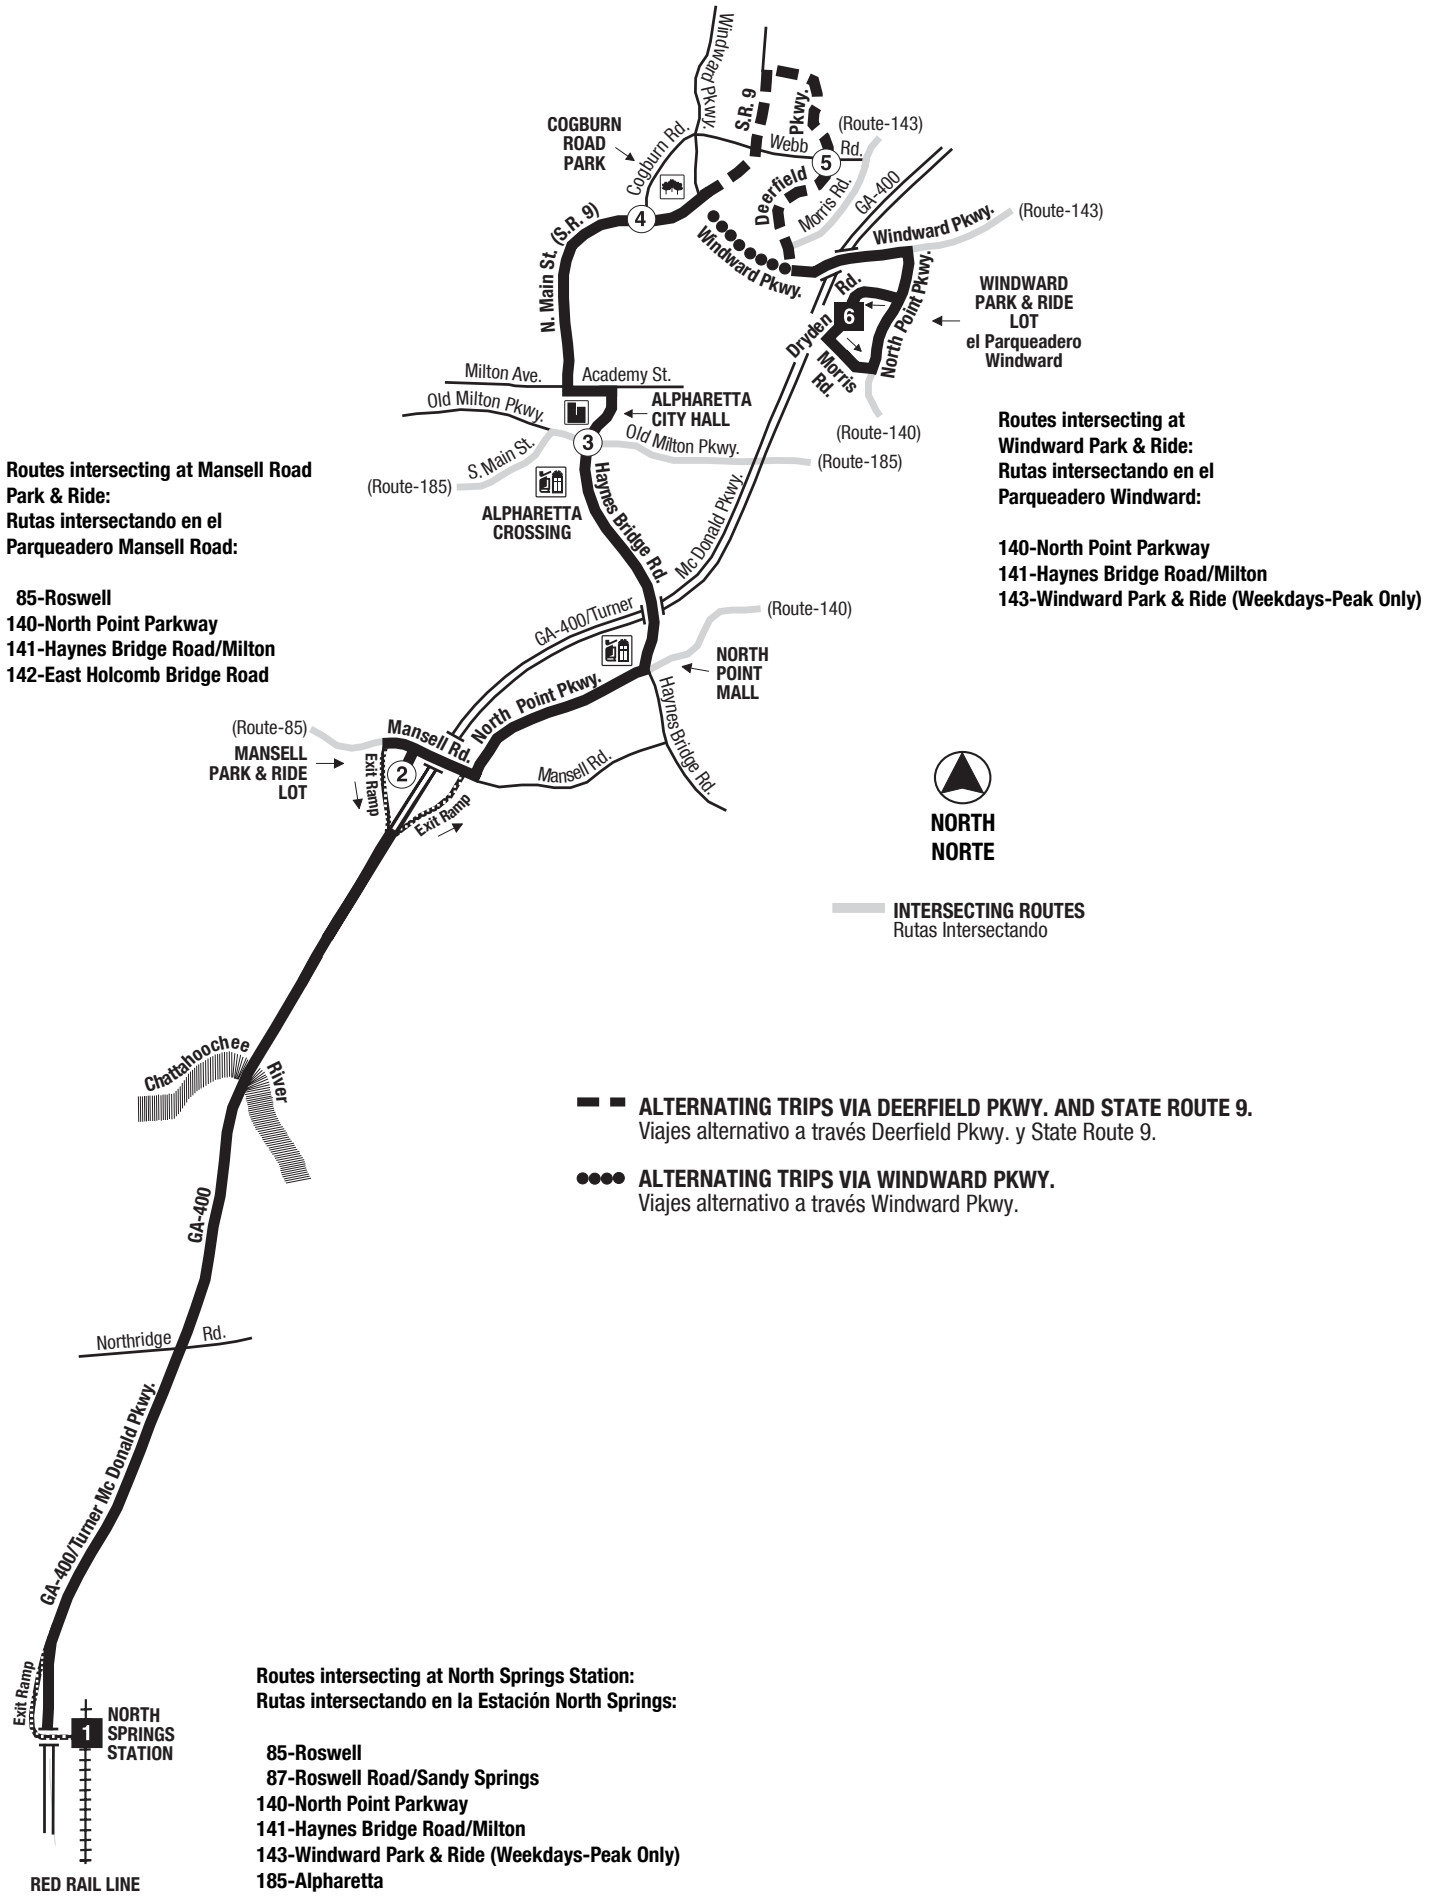 Windward Pkwy.
S.R. 9
Pkwy.
(Route-143)
COGBURN
ROAD
PARK
Cogburn Rd.
Webb
Rd.
5
Deerfield
Morris Rd.
GA-400
4
Windward Pkwy.
(Route-143)
N. Main St. (S.R. 9)
Windward Pkwy.
Dryden
Rd.
6
North Point Pkwy.
WINDWARD
PARK & RIDE
LOT
el Parqueadero
Windward
Morris
Rd.
Milton Ave.
Academy St.
Old Milton Pkwy.
ALPHARETTA
CITY HALL
3
Old Milton Pkwy.
(Route-140)
(Route-185)
S. Main St.
(Route-185)
ALPHARETTA
CROSSING
Haynes Bridge Rd.
Mc Donald Pkwy.
Routes intersecting at
Windward Park & Ride:
Rutas intersectando en el
Parqueadero Windward:
140-North Point Parkway
141-Haynes Bridge Road/Milton
143-Windward Park & Ride (Weekdays-Peak Only)
Routes intersecting at Mansell Road
Park & Ride:
Rutas intersectando en el
Parqueadero Mansell Road:
85-Roswell
140-North Point Parkway
141-Haynes Bridge Road/Milton
142-East Holcomb Bridge Road
GA-400/Turner
(Route-140)
NORTH
POINT
MALL
North Point Pkwy.
Haynes Bridge Rd.
(Route-85)
Mansell Rd.
MANSELL
PARK & RIDE
LOT
Exit Ramp
2
Exit Ramp
Mansell Rd.
NORTH
NORTE
INTERSECTING ROUTES
Rutas Intersectando
Chattahoochee
River
ALTERNATING TRIPS VIA DEERFIELD PKWY. AND STATE ROUTE 9.
Viajes alternativo a través Deerfield Pkwy. y State Route 9.
ALTERNATING TRIPS VIA WINDWARD PKWY.
Viajes alternativo a través Windward Pkwy.
GA-400
Northridge
Rd.
GA-400/Turner Mc Donald Pkwy.
Exit Ramp
1
NORTH
SPRINGS
STATION
RED RAIL LINE
Routes intersecting at North Springs Station:
Rutas intersectando en la Estación North Springs:
85-Roswell
87-Roswell Road/Sandy Springs
140-North Point Parkway
141-Haynes Bridge Road/Milton
143-Windward Park & Ride (Weekdays-Peak Only)
185-Alpharetta